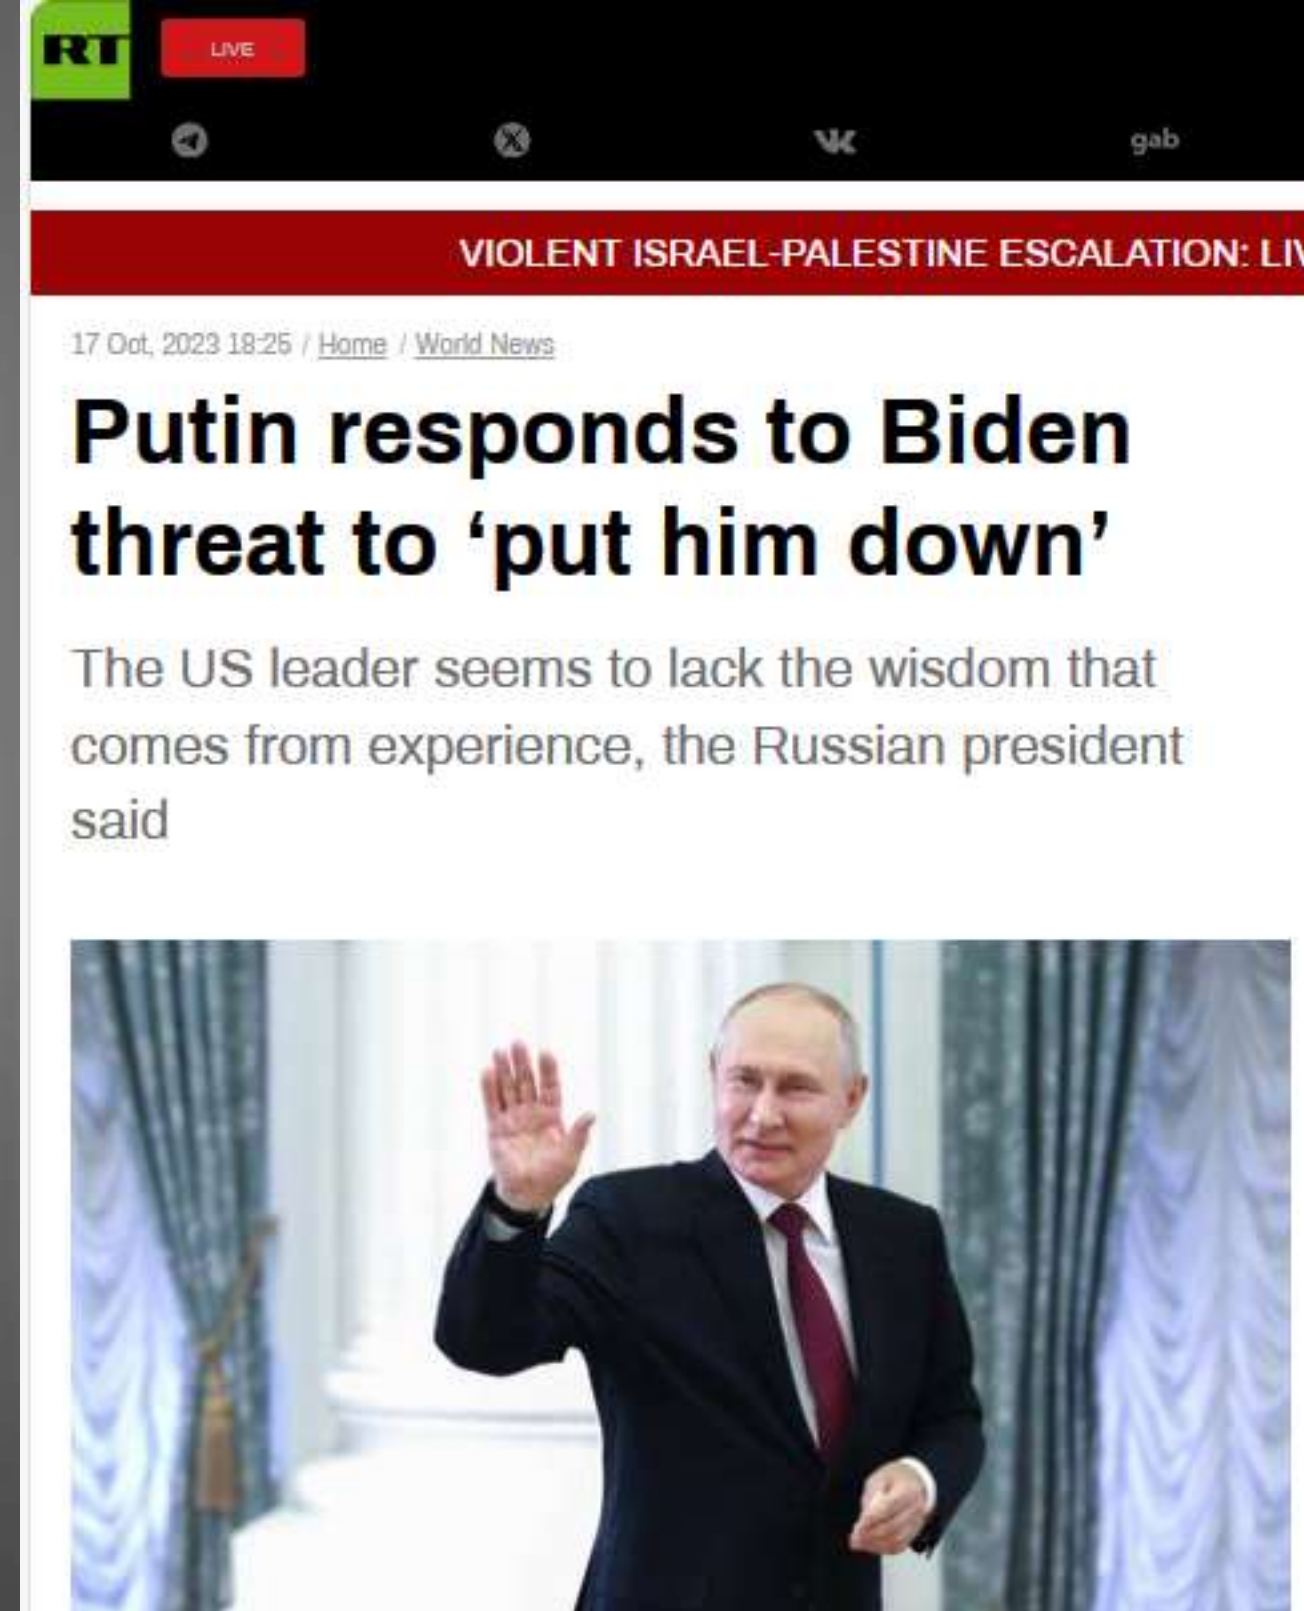 RT
LIVE
gab
VIOLENT ISRAEL-PALESTINE ESCALATION:
17 Oct, 2023 18:25 / Home / World News
Putin responds to Biden
threat to ‘put him down’
The US leader seems to lack the wisdom that
comes from experience, the Russian president
said